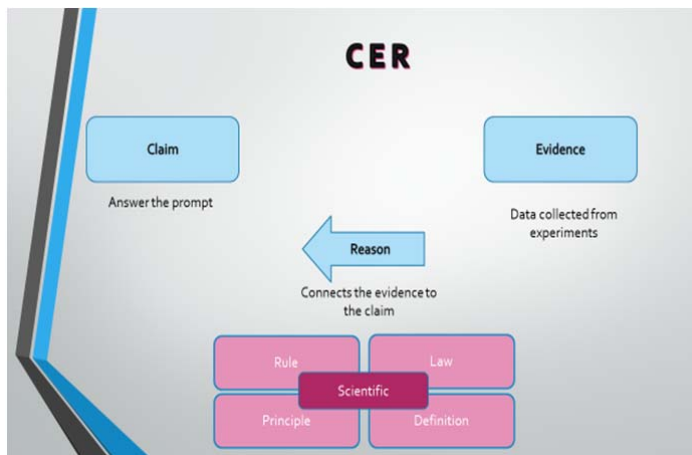 CER
Claim
Evidence
Answer the prompt
Data collected from
experiments
Reason
Connects the evidence to
the claim
Rule
Law
Scientific
Principle
Definition